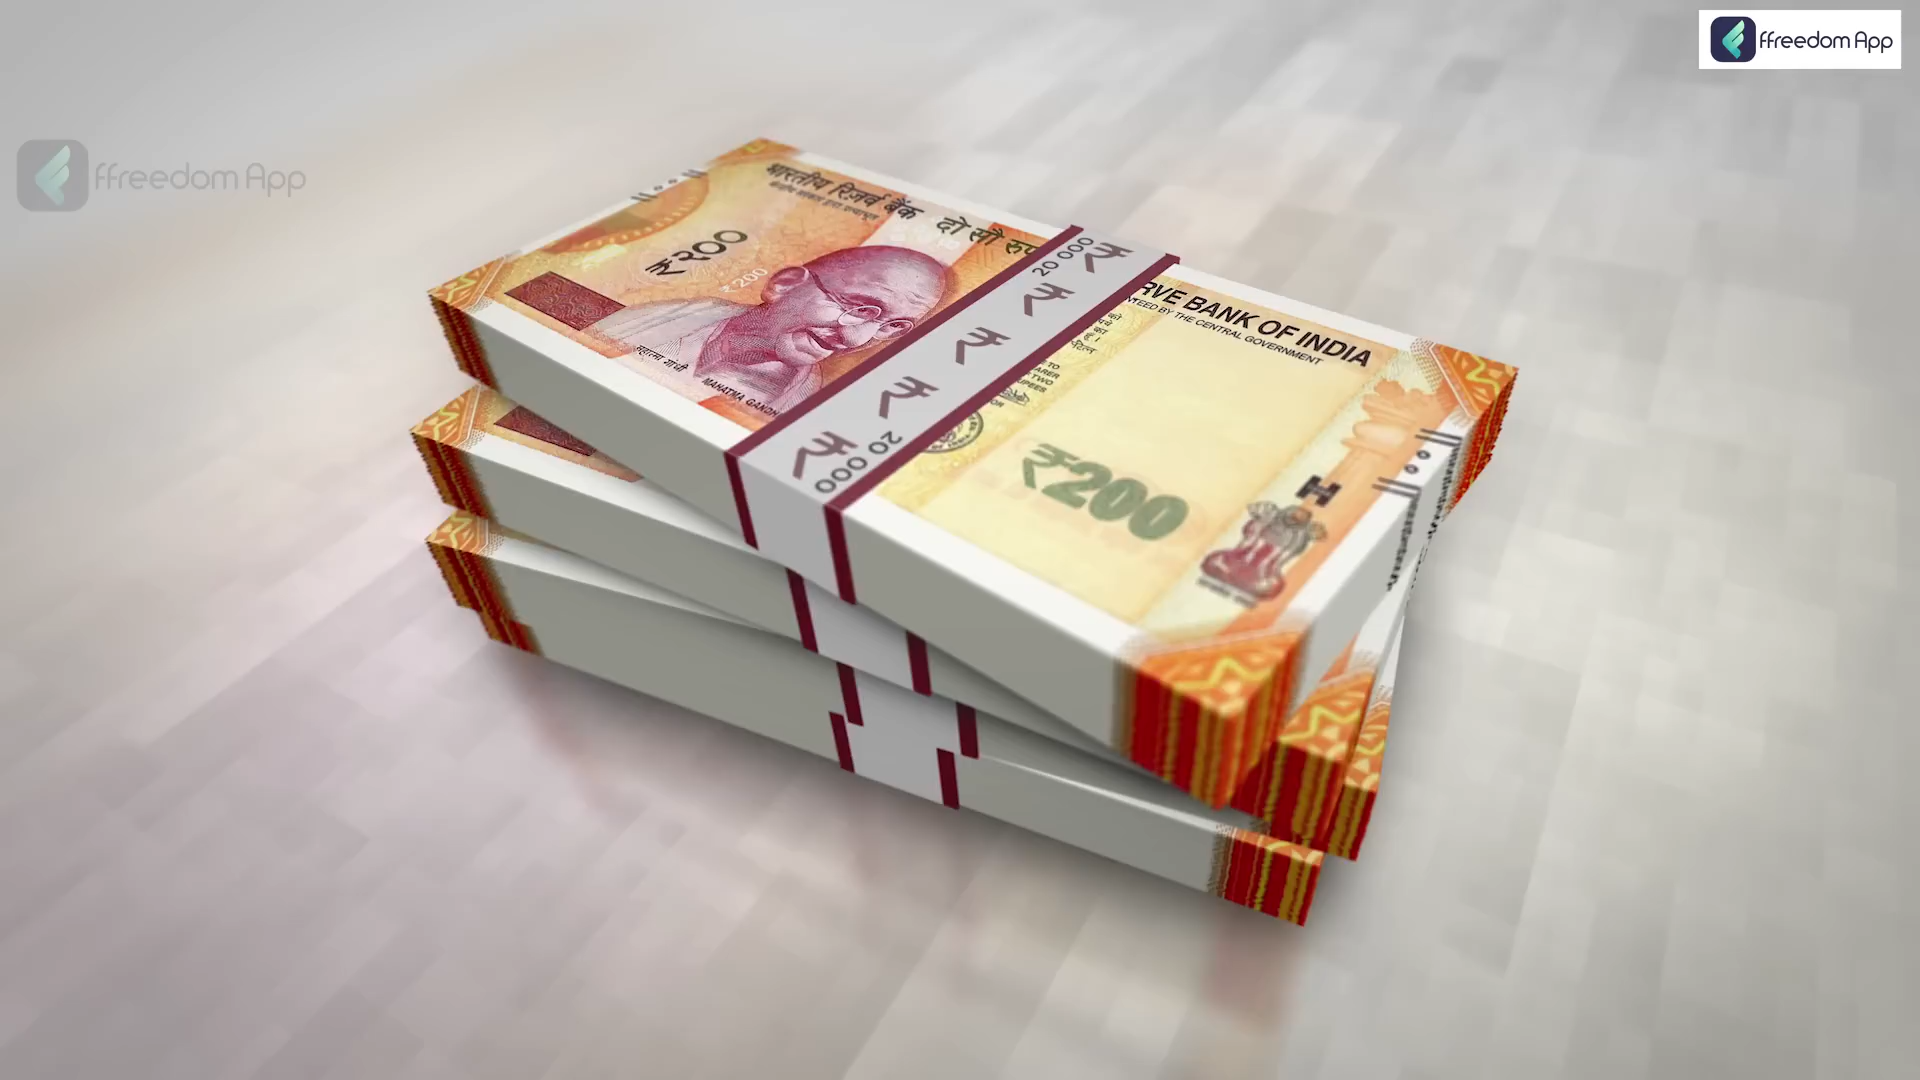 ffreedom App
ffreedom App
भारतीय रिज़र्व बैंक
दो सौ रुप
₹२००
₹200
महात्मा गांधी
MAHATMA GANDHI
20 000
₹ ₹ ₹ ₹ ₹
20 000
RVE BANK OF INDIA
TEED BY THE CENTRAL GOVERNMENT
₹200